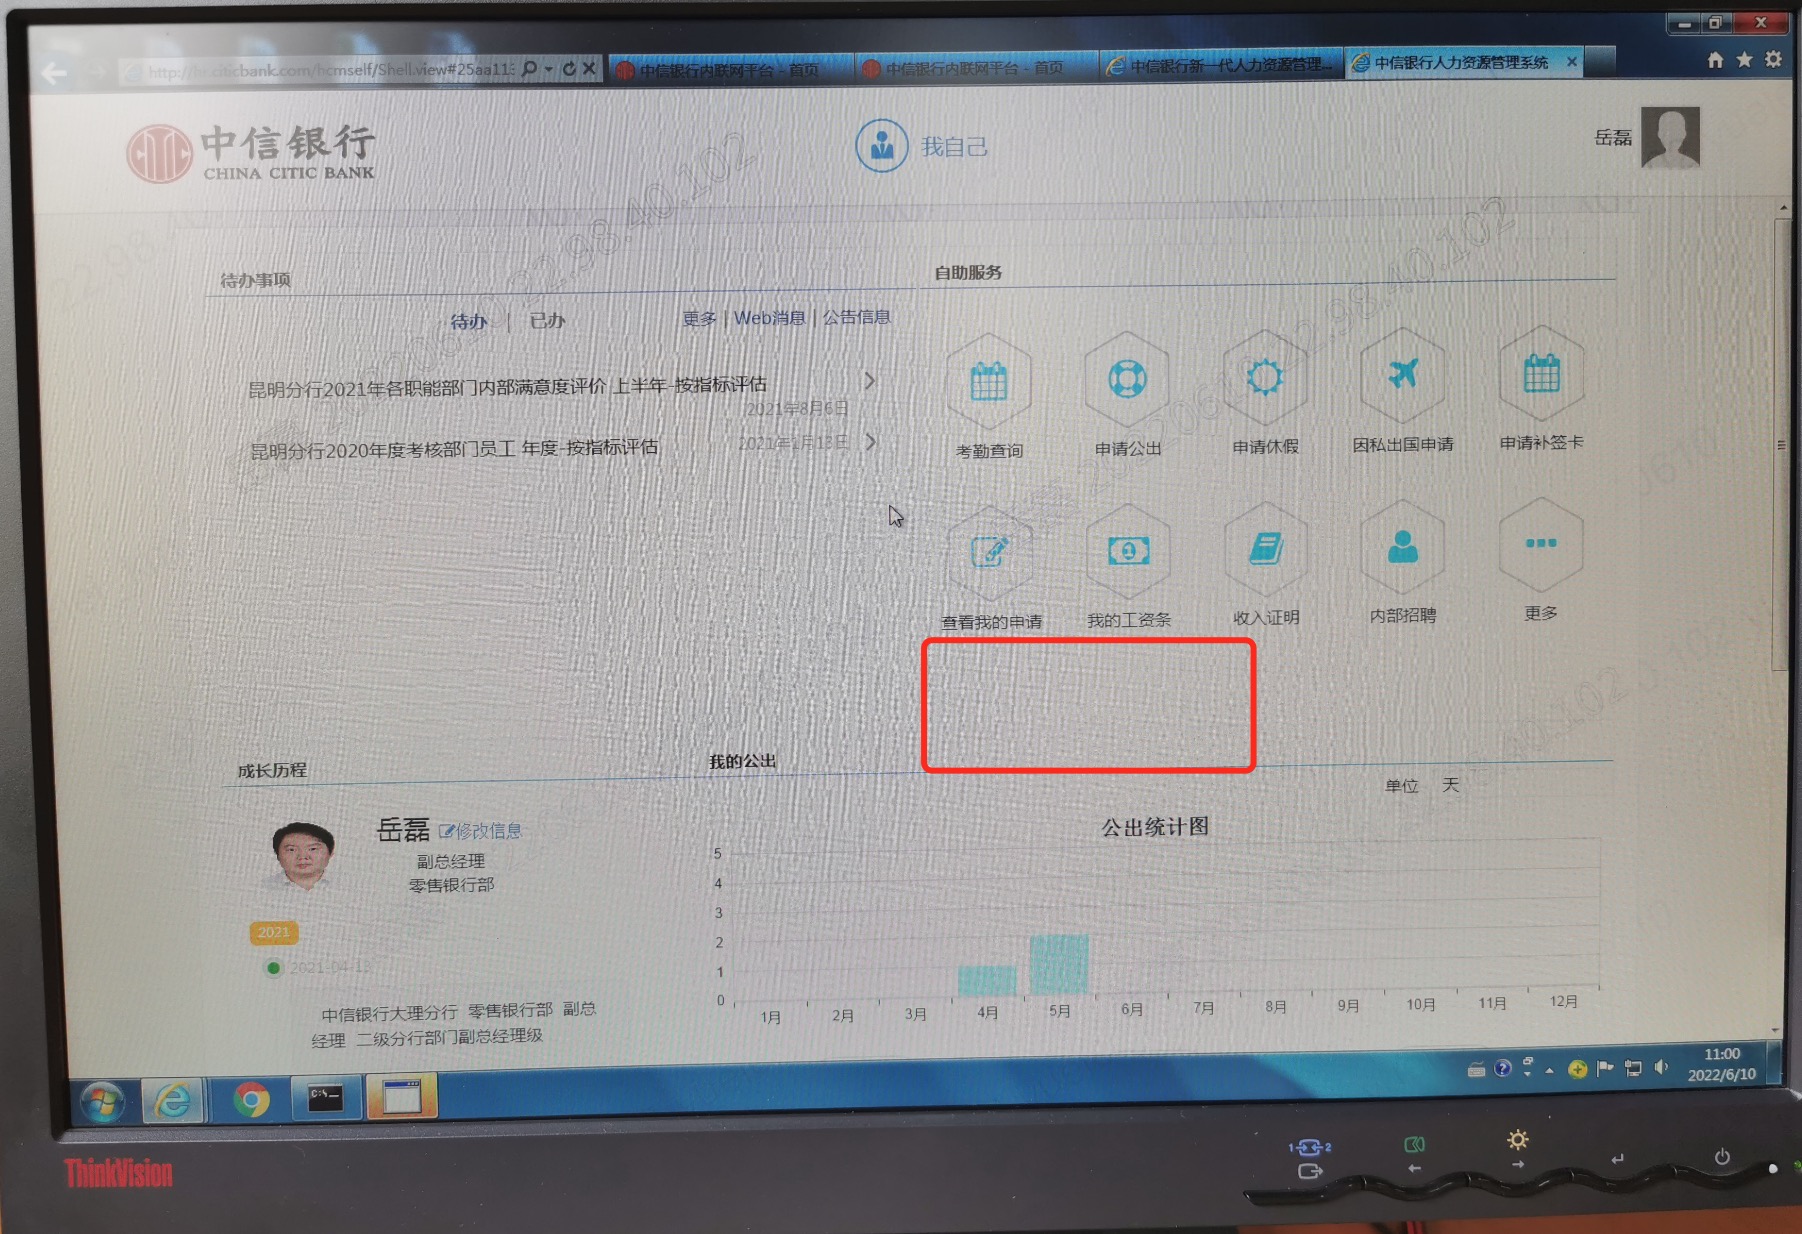 http://hr.citicbank.com/hcmself/Shell.view#25aa113
中信银行内联网平台 - 首页
中信银行内联网平台 - 首页
中信银行新一代人力资源管理...
中信银行人力资源管理系统
中信银行
CHINA CITIC BANK
我自己
岳磊
待办事项
待办 | 已办
更多 | Web消息 | 公告信息
昆明分行2021年各职能部门内部满意度评价 上半年-按指标评估
2021年8月6日
昆明分行2020年度考核部门员工 年度-按指标评估
2021年1月13日
自助服务
考勤查询
申请公出
申请休假
因私出国申请
申请补签卡
查看我的申请
我的工资条
收入证明
内部招聘
更多
20220610 22.98.40.102
20220610 22.98.40.102
成长历程
岳磊 修改信息
副总经理
零售银行部
2021
2021-04-13
中信银行大理分行 零售银行部 副总
经理 二级分行部门副总经理级
我的公出
单位 天
公出统计图
5
4
3
2
1
0
1月 2月 3月 4月 5月 6月 7月 8月 9月 10月 11月 12月
C:\.
11:00
2022/6/10
ThinkVision
1 2